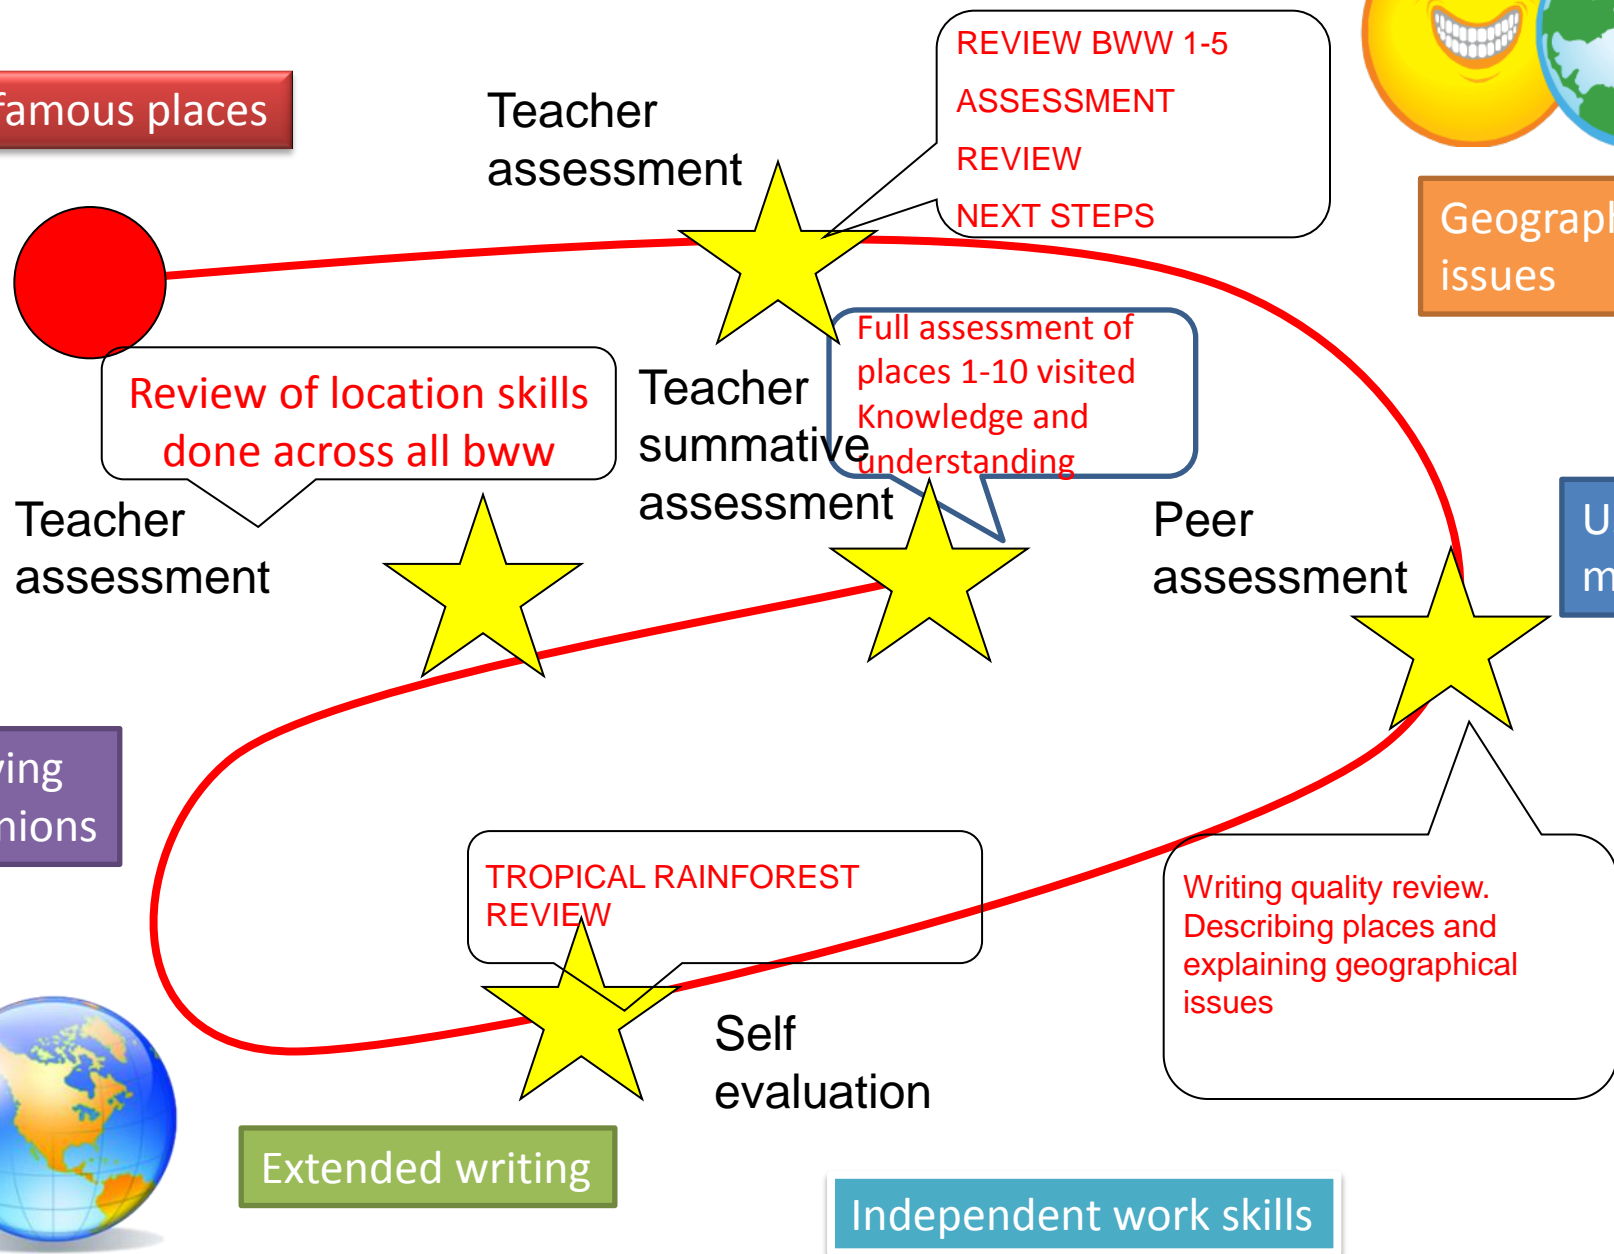 famous places
Teacher
assessment
REVIEW BWW 1-5
ASSESSMENT
REVIEW
NEXT STEPS
issues
Review of location skills
done across all bww
Teacher
summative
assessment
Full assessment of
places 1-10 visited
Knowledge and
understanding
Teacher
assessment
Peer
assessment
TROPICAL RAINFOREST
REVIEW
Writing quality review.
Describing places and
explaining geographical
issues
Self
evaluation
Extended writing
Independent work skills